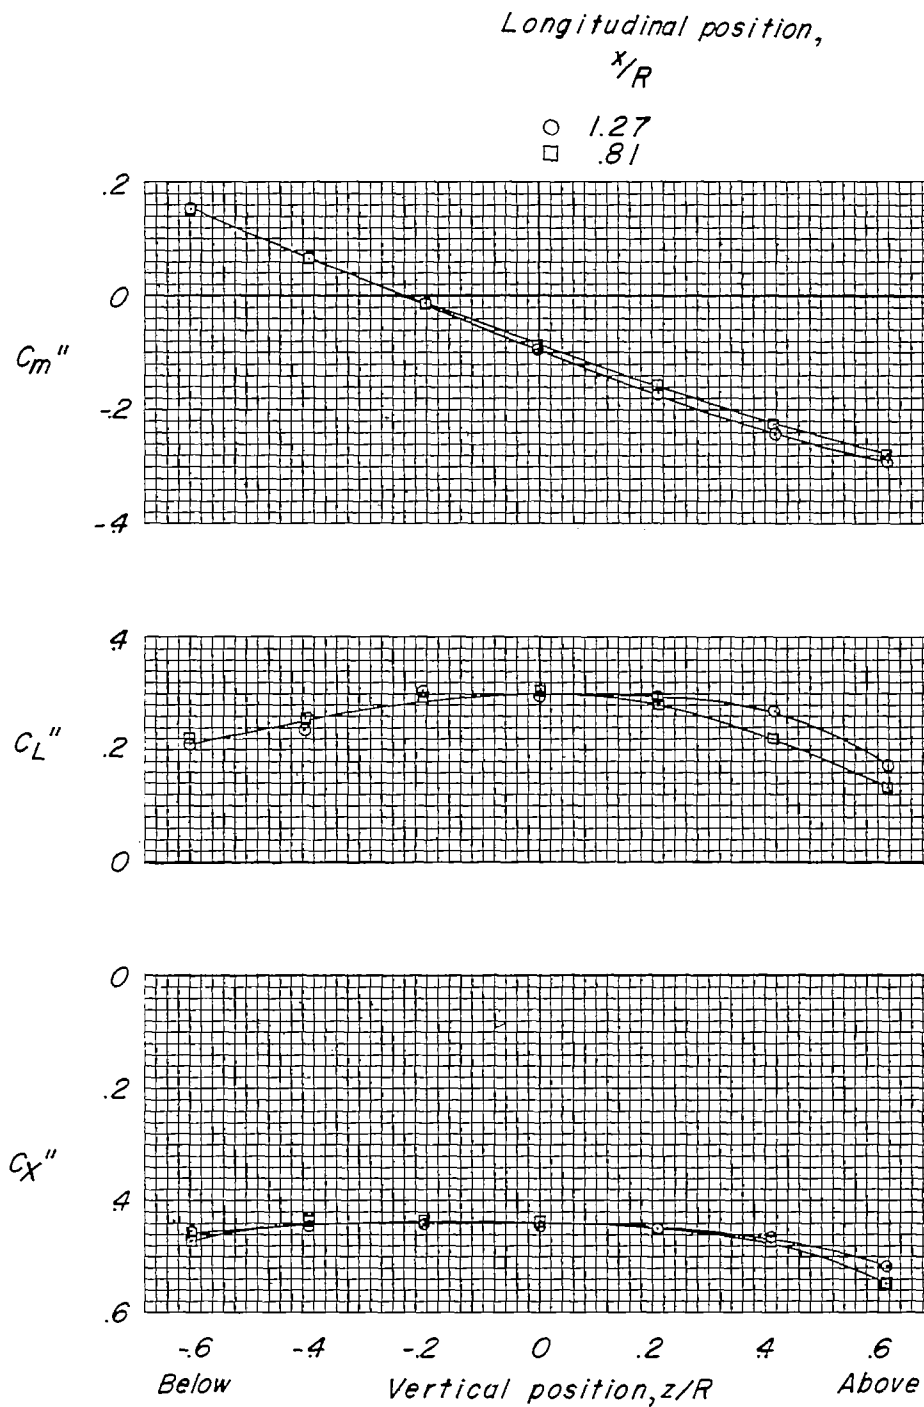 Longitudinal position,
x/R
1.27
.81
.2
0
Cm"
-.2
-.4
.4
CL"
.2
0
0
.2
CX"
.4
.6
-.6 -.4 -.2 0 .2 .4 .6
Below Vertical position, z/R Above